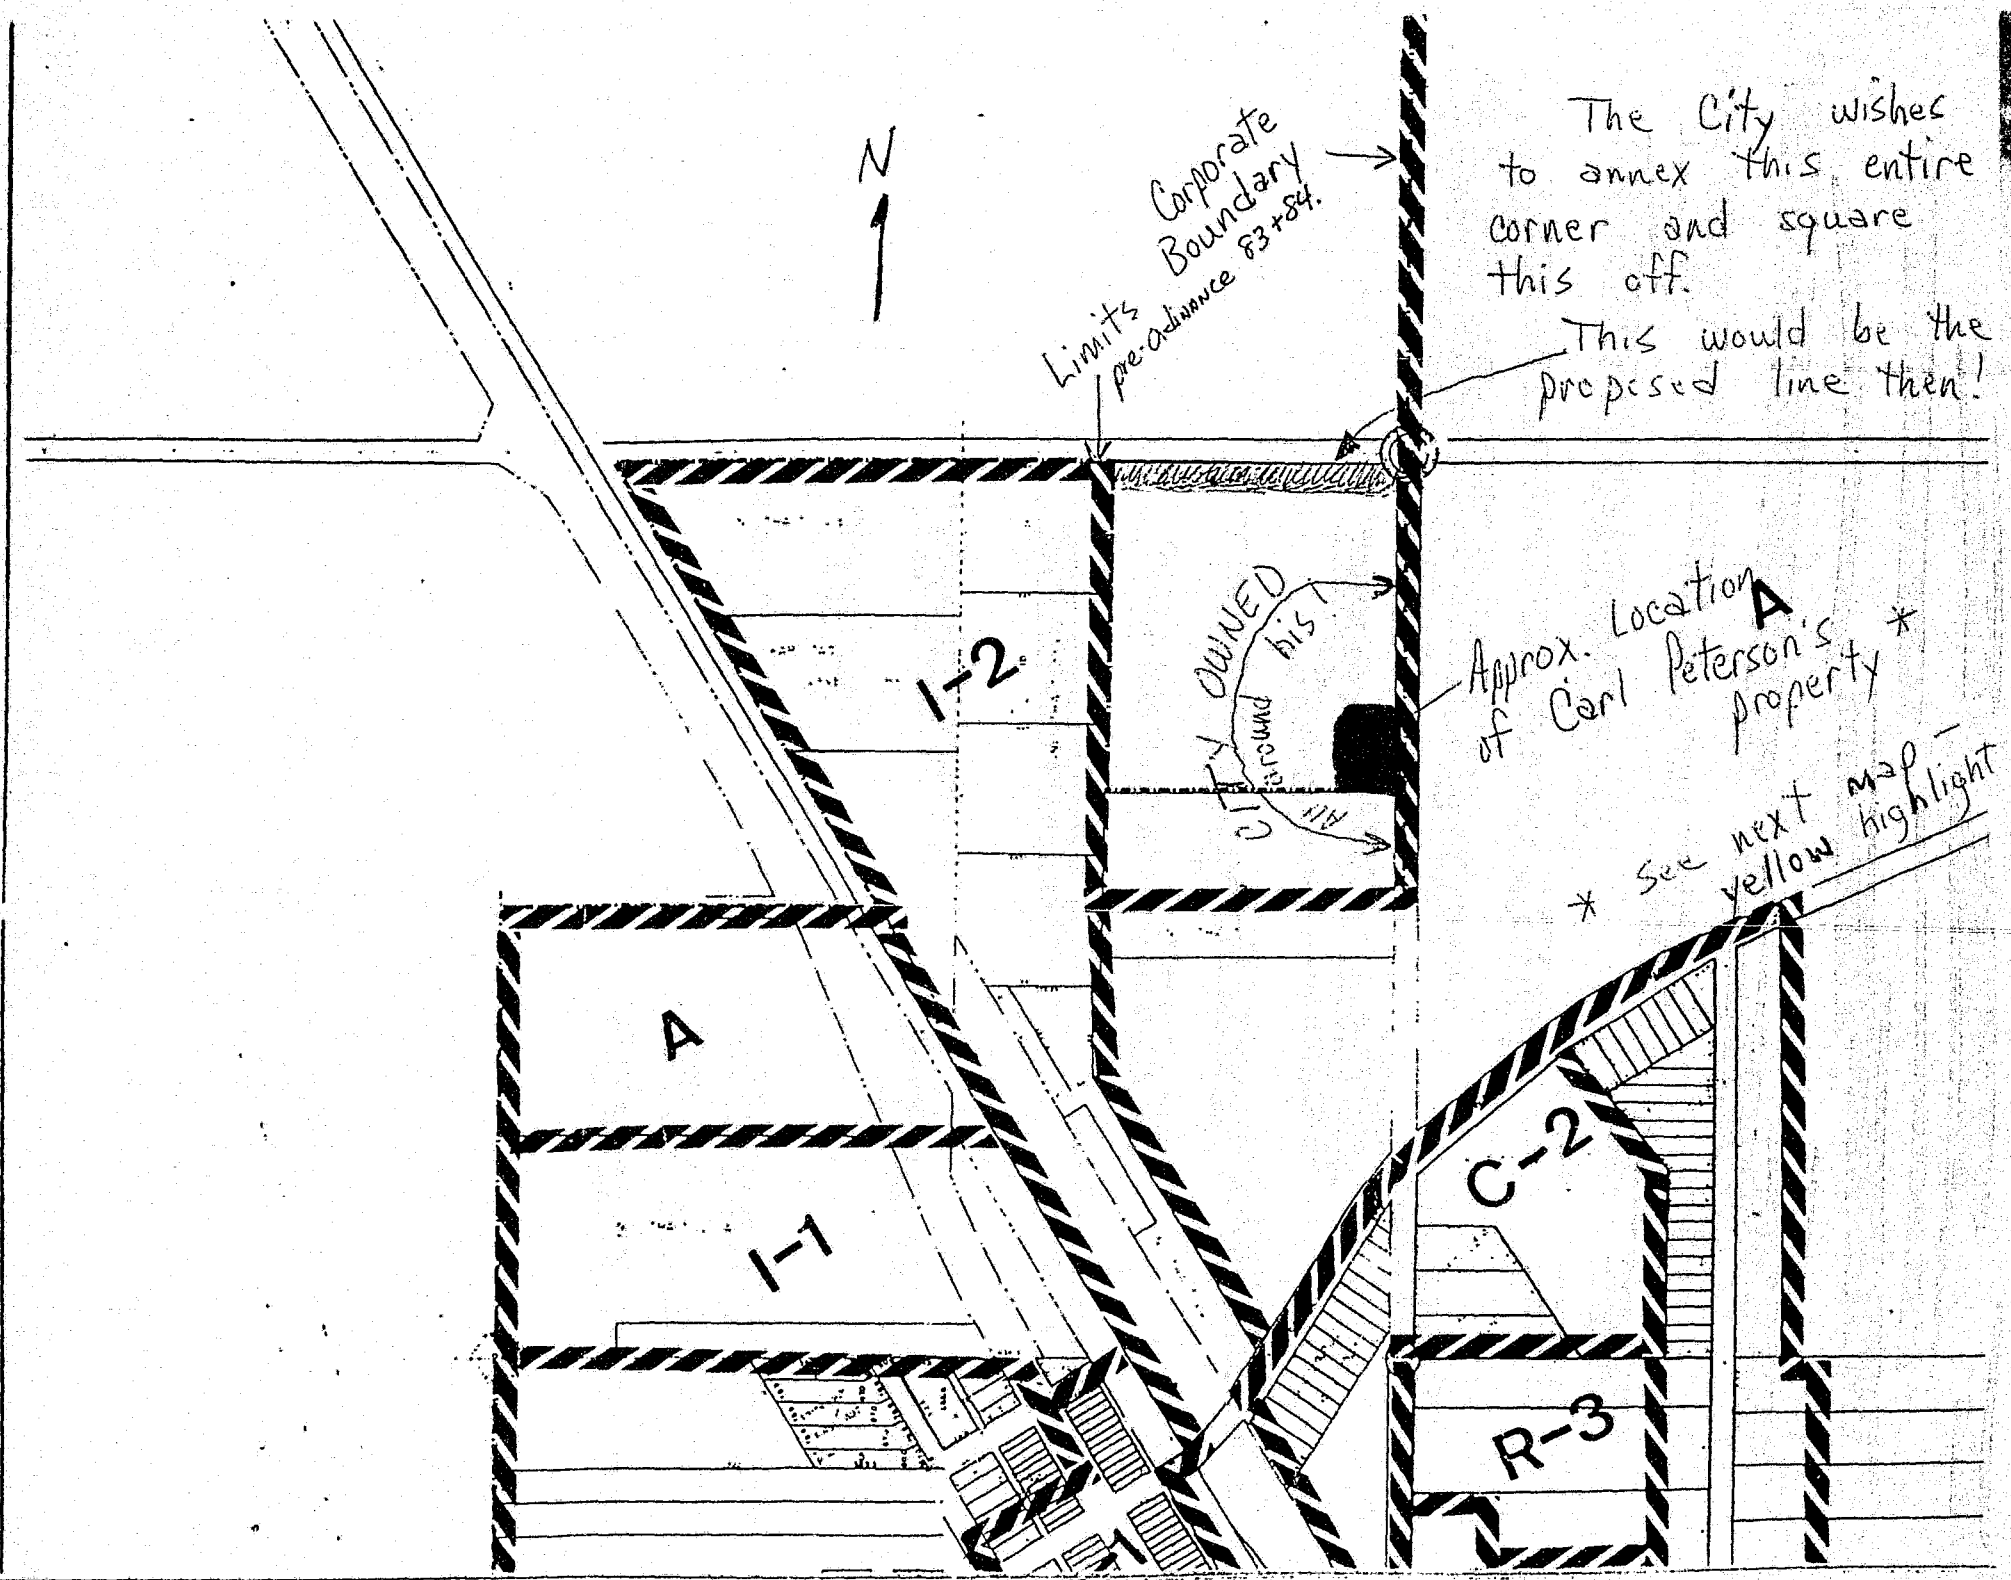 The City wishes
to annex this entire
corner and square
this off.
This would be the
proposed line then!
N
Corporate
Boundary
Limits
pre-ordinance 83+84.
CITY OWNED
All
around
his
Approx. Location
of Carl Peterson's *
property
A
* See next map -
yellow highlight
I-2
A
I-1
C-2
R-3